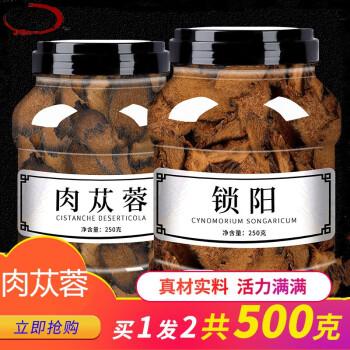 肉苁蓉
CISTANCHE DESERTICOLA
净含量：250克
锁阳
CYNOMORIUM SONGARICUM
净含量：250克
肉苁蓉
真材实料 活力满满
立即抢购
买1发2共500克